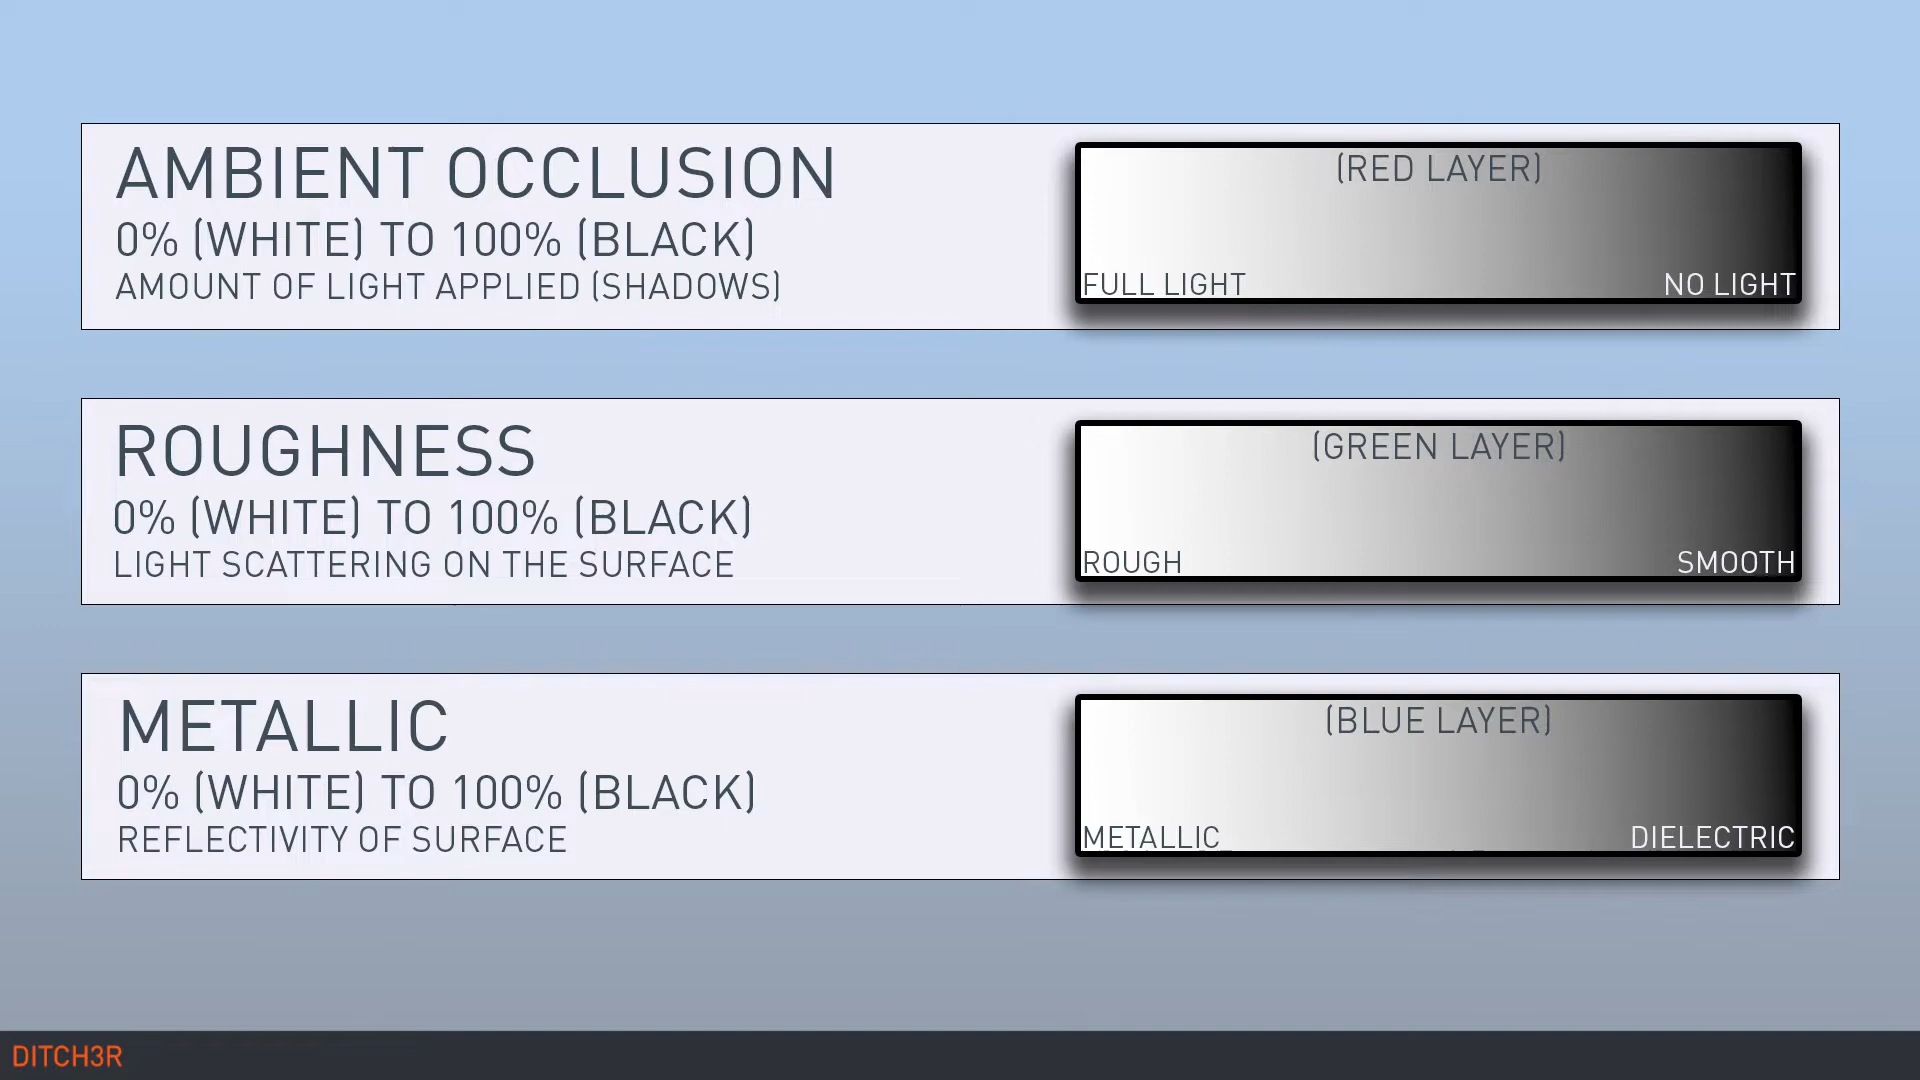 AMBIENT OCCLUSION
0% (WHITE) TO 100% (BLACK)
AMOUNT OF LIGHT APPLIED (SHADOWS)
(RED LAYER)
FULL LIGHT
NO LIGHT
ROUGHNESS
0% (WHITE) TO 100% (BLACK)
LIGHT SCATTERING ON THE SURFACE
(GREEN LAYER)
ROUGH
SMOOTH
METALLIC
0% (WHITE) TO 100% (BLACK)
REFLECTIVITY OF SURFACE
(BLUE LAYER)
METALLIC
DIELECTRIC
DITCH3R